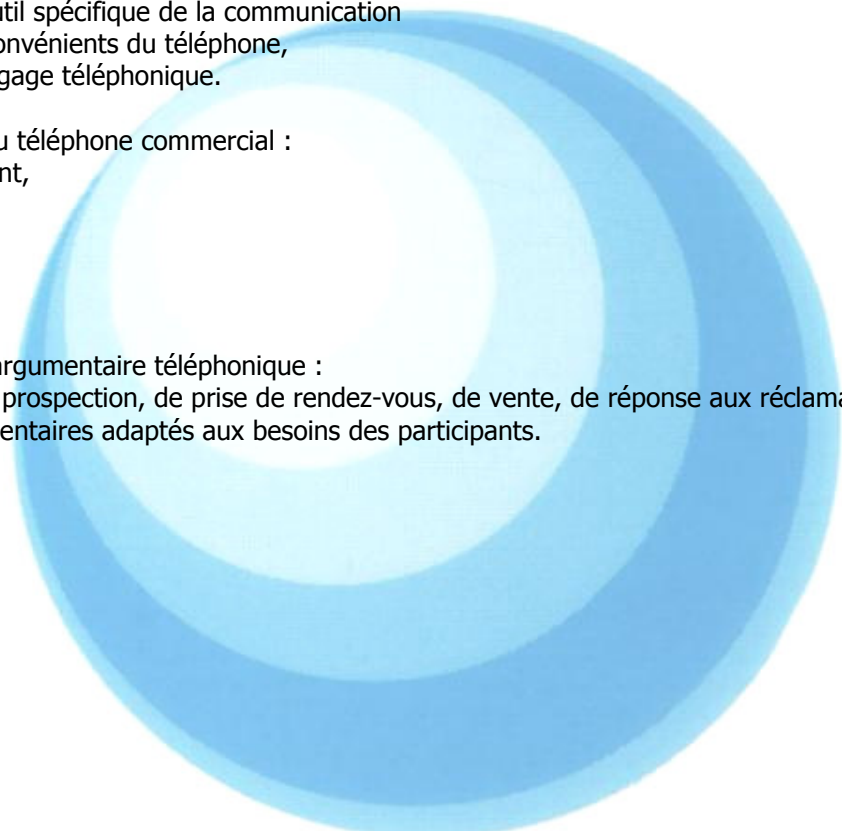 util spécifique de la communication
onvénients du téléphone,
gage téléphonique.
u téléphone commercial :
nt,
argumentaire téléphonique :
prospection, de prise de rendez-vous, de vente, de réponse aux réclama
entaires adaptés aux besoins des participants.